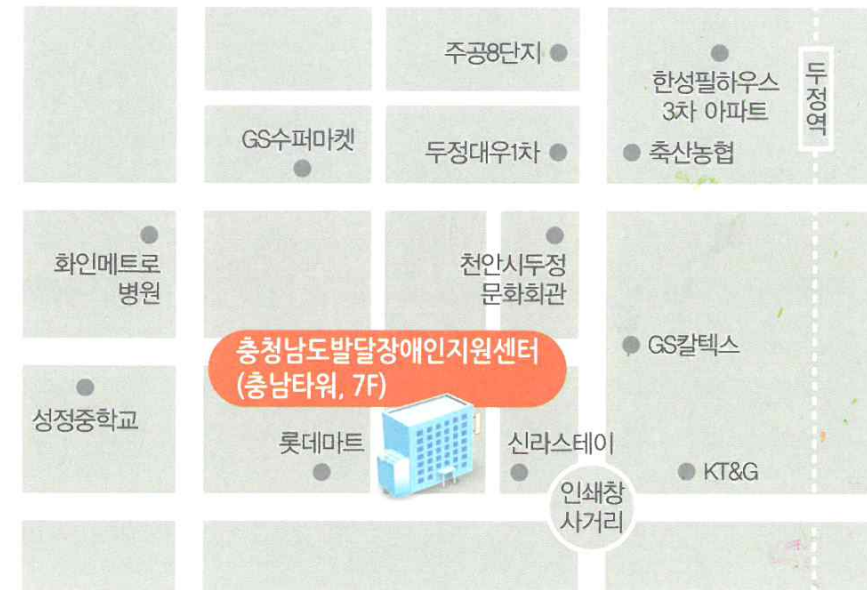 주공8단지
한성필하우스
3차 아파트
두정역
GS수퍼마켓
두정대우1차
축산농협
화인메트로
병원
천안시두정
문화회관
충청남도발달장애인지원센터
(충남타워, 7F)
GS칼텍스
성정중학교
롯데마트
신라스테이
KT&G
인쇄창
사거리